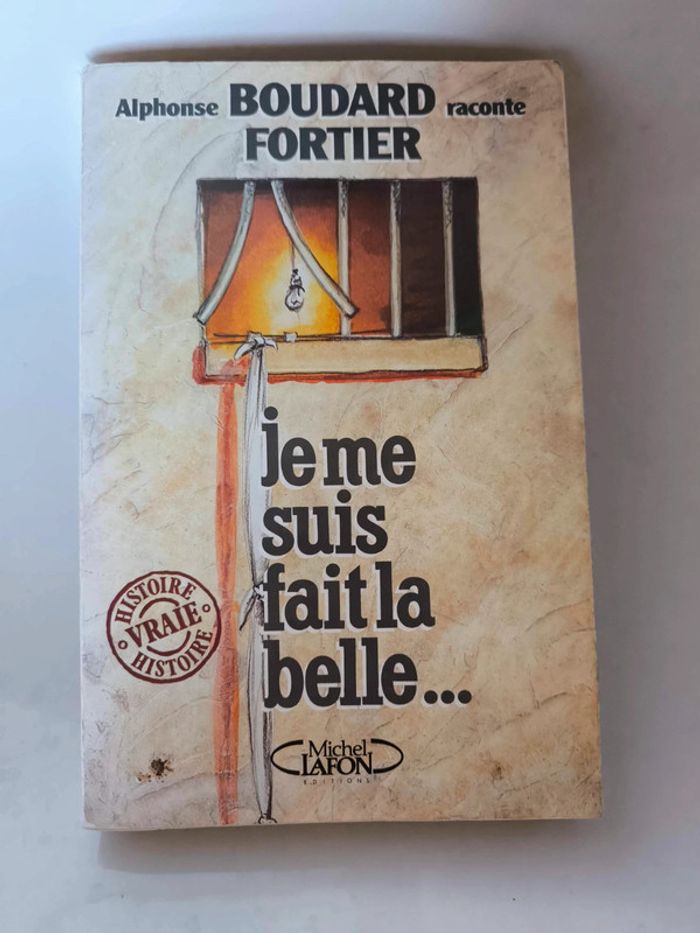 Alphonse BOUDARD raconte
FORTIER
je me
suis
fait la
belle...
HISTOIRE
VRAIE
HISTOIRE
Michel
LAFON
EDITIONS